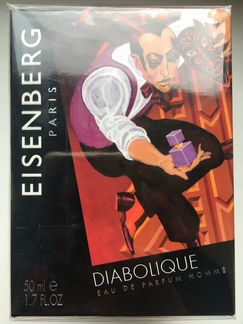 EISENBERG
PARIS
DIABOLIQUE
EAU DE PARFUM HOMME
50 ml e
1.7 FL.OZ